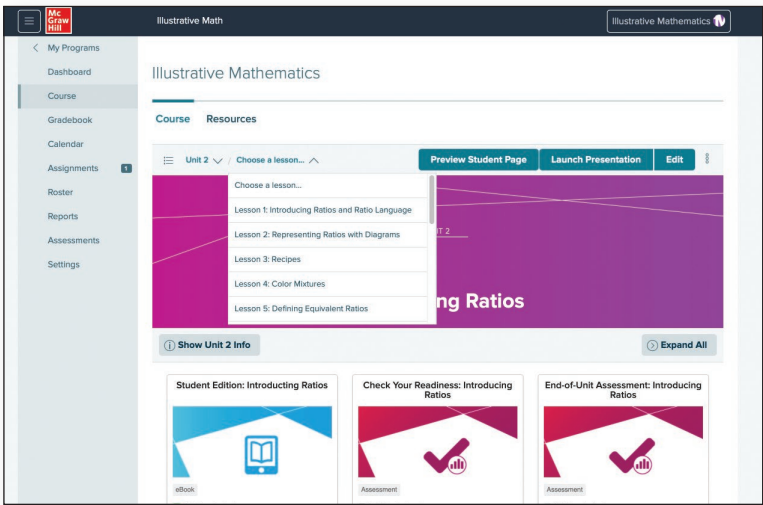 Mc
Graw
Hill
Illustrative Math
Illustrative Mathematics
My Programs
Dashboard
Course
Gradebook
Calendar
Assignments 1
Roster
Reports
Assessments
Settings
Illustrative Mathematics
Course Resources
Unit 2 / Choose a lesson...
Preview Student Page Launch Presentation Edit
Choose a lesson...
Lesson 1: Introducing Ratios and Ratio Language
Lesson 2: Representing Ratios with Diagrams
Lesson 3: Recipes
Lesson 4: Color Mixtures
Lesson 5: Defining Equivalent Ratios
IT 2
ng Ratios
Show Unit 2 Info
Expand All
Student Edition: Introducting Ratios
eBook
Check Your Readiness: Introducing
Ratios
Assessment
End-of-Unit Assessment: Introducing
Ratios
Assessment